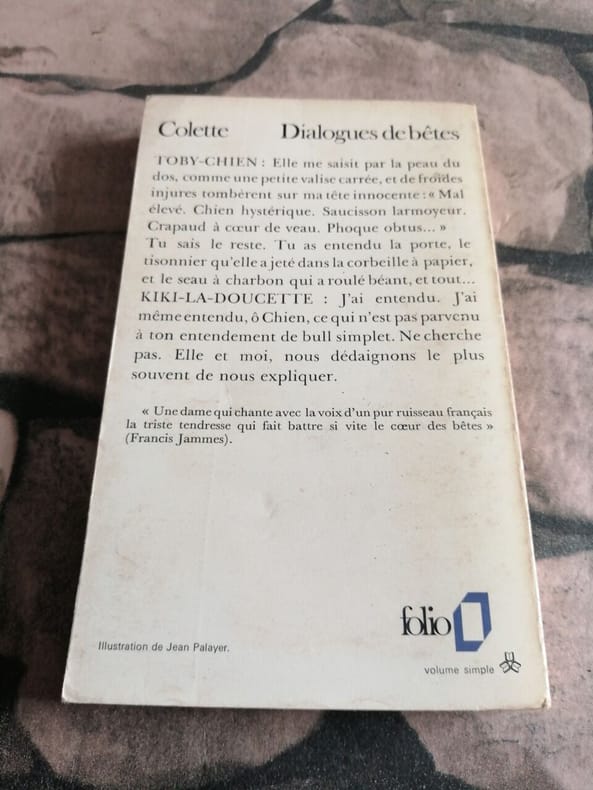 Colette Dialogues de bêtes
TOBY-CHIEN : Elle me saisit par la peau du
dos, comme une petite valise carrée, et de froides
injures tombèrent sur ma tête innocente : « Mal
élevé. Chien hystérique. Saucisson larmoyeur.
Crapaud à cœur de veau. Phoque obtus... »
Tu sais le reste. Tu as entendu la porte, le
tisonnier qu'elle a jeté dans la corbeille à papier,
et le seau à charbon qui a roulé béant, et tout...
KIKI-LA-DOUCETTE : J'ai entendu. J'ai
même entendu, ô Chien, ce qui n'est pas parvenu
à ton entendement de bull simplet. Ne cherche
pas. Elle et moi, nous dédaignons le plus
souvent de nous expliquer.
« Une dame qui chante avec la voix d'un pur ruisseau français
la triste tendresse qui fait battre si vite le cœur des bêtes »
(Francis Jammes).
folio
Illustration de Jean Palayer.
volume simple